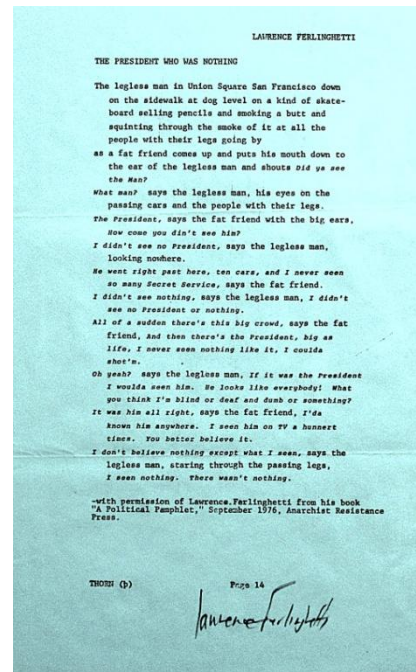 LAWRENCE FERLINGHETTI
THE PRESIDENT WHO WAS NOTHING
The legless man in Union Square San Francisco down
on the sidewalk at dog level on a kind of skate-
board selling pencils and smoking a butt and
squinting through the smoke of it at all the
people with their legs going by
as a fat friend comes up and puts his mouth down to
the ear of the legless man and shouts Did ya see
the Man?
What man? says the legless man, his eyes on the
passing cars and the people with their legs.
The President, says the fat friend with the big ears,
How come you din't see him?
I didn't see no President, says the legless man,
looking nowhere.
He went right past here, ten cars, and I never seen
so many Secret Service, says the fat friend.
I didn't see nothing, says the legless man, I didn't
see no President or nothing.
All of a sudden there's this big crowd, says the fat
friend, And then there's the President, big as
life, I never seen nothing like it, I coulda
shot'm.
Oh yeah? says the legless man, If it was the President
I woulda seen him. He looks like everybody! What
you think I'm blind or deaf and dumb or something?
It was him all right, says the fat friend, I'da
known him anywhere. I seen him on TV a hunnert
times. You better believe it.
I don't believe nothing except what I seen, says the
legless man, staring through the passing legs,
I seen nothing. There wasn't nothing.
-with permission of Lawrence.Ferlinghetti from his book
"A Political Pamphlet," September 1976, Anarchist Resistance
Press.
THORN (b) Page 14
Lawrence Ferlinghetti